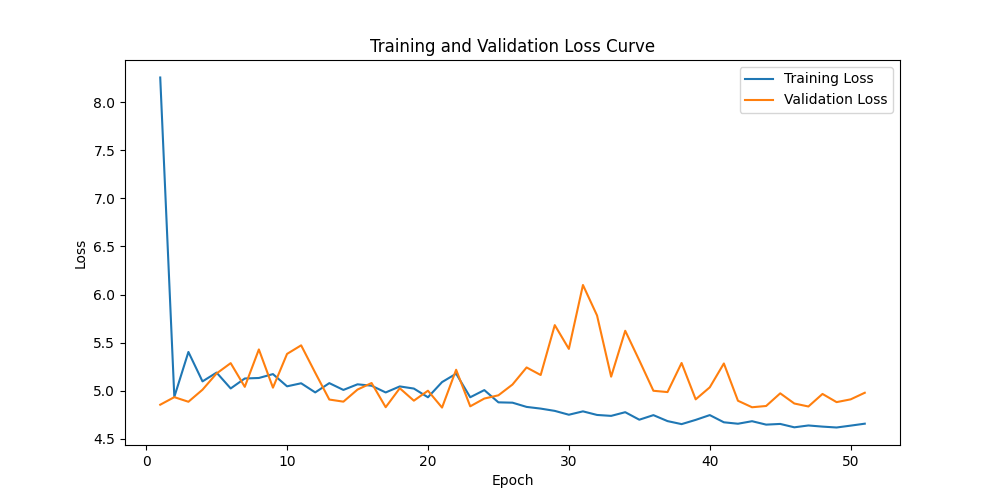 Training and Validation Loss Curve
Training Loss
Validation Loss
8.0
7.5
7.0
6.5
6.0
5.5
5.0
4.5
Loss
0 10 20 30 40 50
Epoch